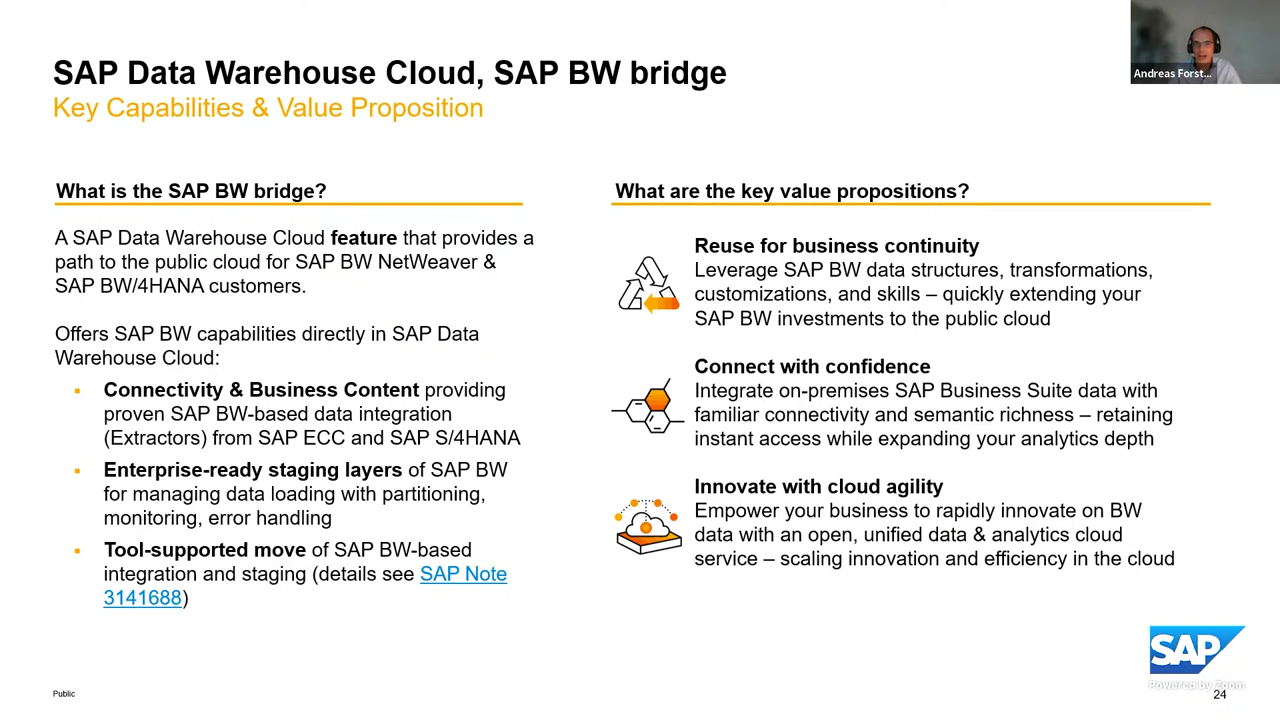 SAP Data Warehouse Cloud, SAP BW bridge
Key Capabilities & Value Proposition
Andreas Forst...
What is the SAP BW bridge?
A SAP Data Warehouse Cloud feature that provides a
path to the public cloud for SAP BW NetWeaver &
SAP BW/4HANA customers.
Offers SAP BW capabilities directly in SAP Data
Warehouse Cloud:
▪ Connectivity & Business Content providing
proven SAP BW-based data integration
(Extractors) from SAP ECC and SAP S/4HANA
▪ Enterprise-ready staging layers of SAP BW
for managing data loading with partitioning,
monitoring, error handling
▪ Tool-supported move of SAP BW-based
integration and staging (details see SAP Note
3141688)
What are the key value propositions?
Reuse for business continuity
Leverage SAP BW data structures, transformations,
customizations, and skills – quickly extending your
SAP BW investments to the public cloud
Connect with confidence
Integrate on-premises SAP Business Suite data with
familiar connectivity and semantic richness – retaining
instant access while expanding your analytics depth
Innovate with cloud agility
Empower your business to rapidly innovate on BW
data with an open, unified data & analytics cloud
service – scaling innovation and efficiency in the cloud
SAP
Powered by Zoom
Public
24